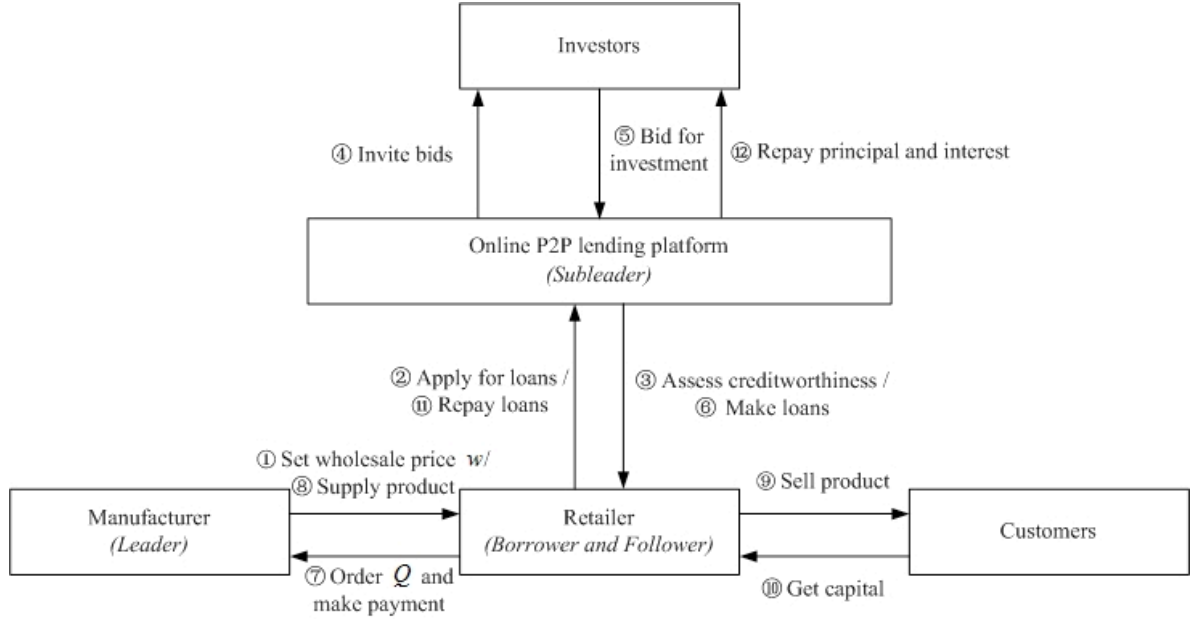 Investors
④ Invite bids
⑤ Bid for
investment
⑫ Repay principal and interest
Online P2P lending platform
(Subleader)
② Apply for loans /
⑪ Repay loans
③ Assess creditworthiness /
⑥ Make loans
① Set wholesale price w/
⑧ Supply product
Manufacturer
(Leader)
⑦ Order Q and
make payment
Retailer
(Borrower and Follower)
⑨ Sell product
⑩ Get capital
Customers